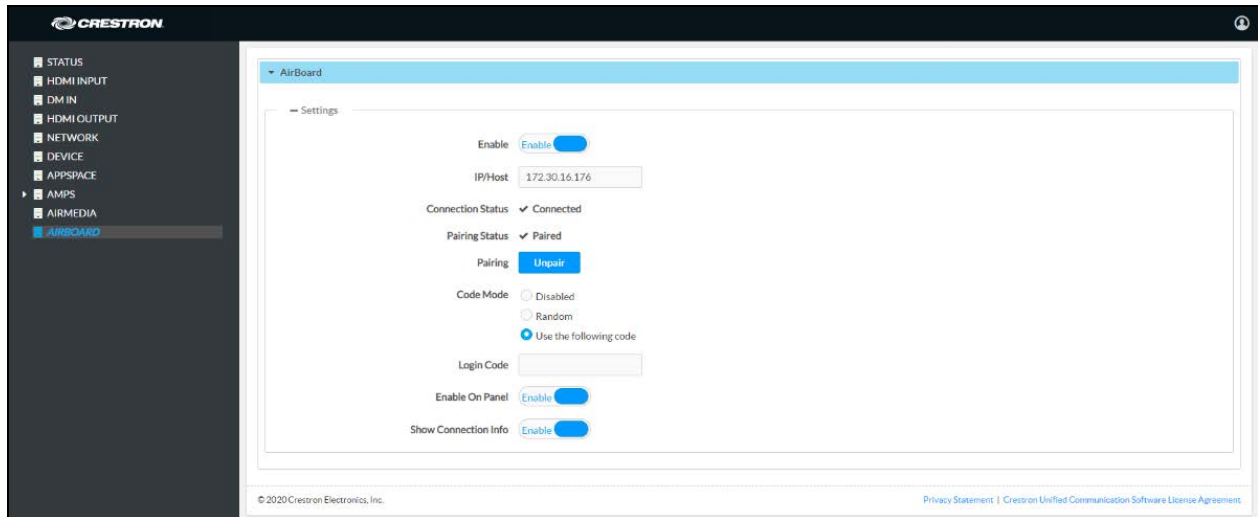 CRESTRON
STATUS
HDMI INPUT
DM IN
HDMI OUTPUT
NETWORK
DEVICE
APPSPACE
AMPS
AIRMEDIA
AIRBOARD
AirBoard
Settings
Enable Enable
IP/Host 172.30.16.176
Connection Status Connected
Pairing Status Paired
Pairing Unpair
Code Mode Disabled
Random
Use the following code
Login Code
Enable On Panel Enable
Show Connection Info Enable
© 2020 Crestron Electronics, Inc. Privacy Statement | Crestron Unified Communication Software License Agreement